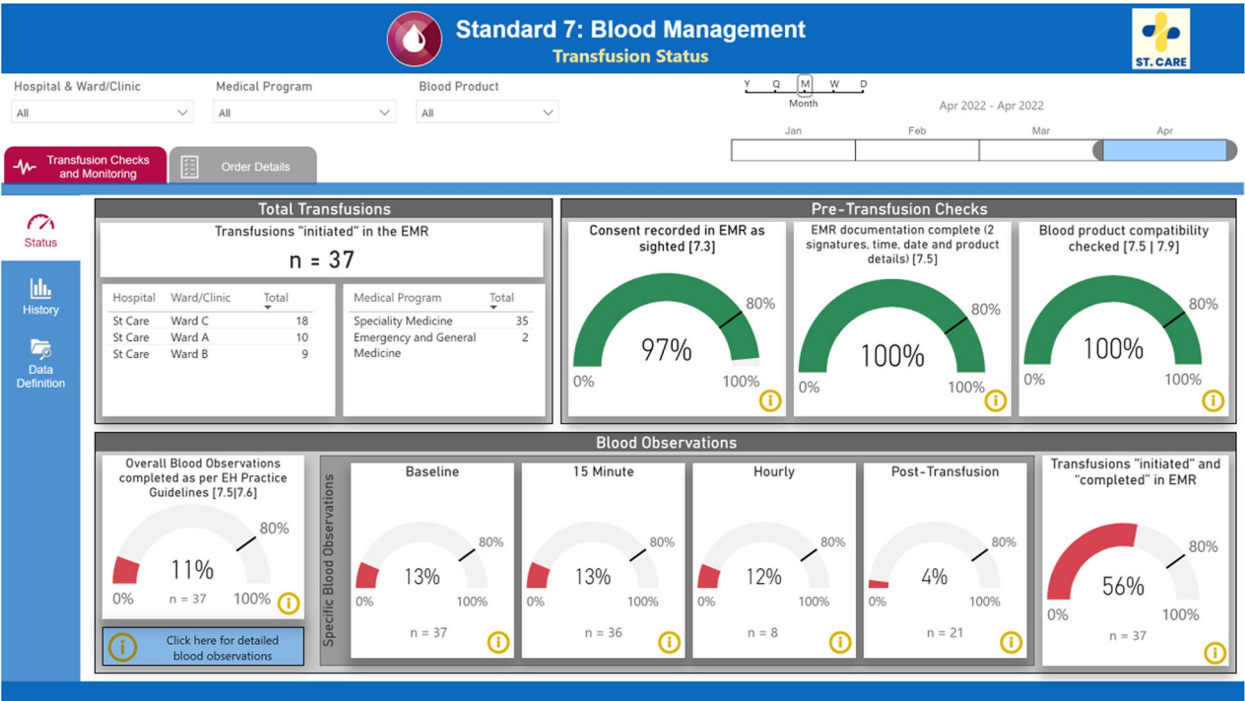 Standard 7: Blood Management
Transfusion Status
ST. CARE
Hospital & Ward/Clinic
Medical Program
Blood Product
All
All
All
Y Q M W D
Month
Apr 2022 - Apr 2022
Jan Feb Mar Apr
Transfusion Checks
and Monitoring
Order Details
Status
History
Data
Definition
Total Transfusions
Transfusions "initiated" in the EMR
n = 37
Hospital Ward/Clinic Total
St Care Ward C 18
St Care Ward A 10
St Care Ward B 9
Medical Program Total
Speciality Medicine 35
Emergency and General 2
Medicine
Pre-Transfusion Checks
Consent recorded in EMR as
sighted [7.3]
80%
97%
0% 100%
EMR documentation complete (2
signatures, time, date and product
details) [7.5]
80%
100%
0% 100%
Blood product compatibility
checked [7.5 | 7.9]
80%
100%
0% 100%
Blood Observations
Overall Blood Observations
completed as per EH Practice
Guidelines [7.5|7.6]
80%
11%
0% n = 37 100%
Click here for detailed
blood observations
Specific Blood Observations
Baseline
80%
13%
0% 100%
n = 37
15 Minute
80%
13%
0% 100%
n = 36
Hourly
80%
12%
0% 100%
n = 8
Post-Transfusion
80%
4%
0% 100%
n = 21
Transfusions "initiated" and
"completed" in EMR
80%
56%
0% 100%
n = 37